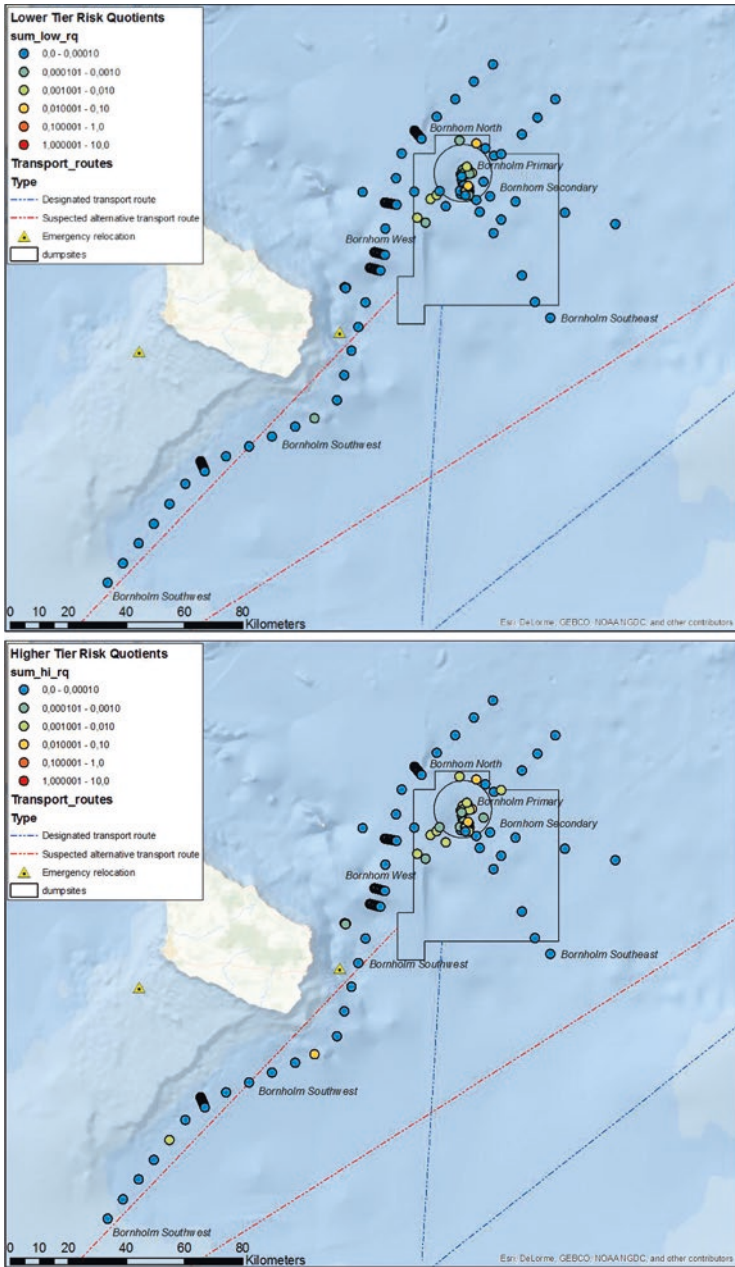 Lower Tier Risk Quotients
sum_low_rq
0,0 - 0,00010
0,000101 - 0,0010
0,001001 - 0,010
0,010001 - 0,10
0,100001 - 1,0
1,000001 - 10,0
Transport_routes
Type
Designated transport route
Suspected alternative transport route
Emergency relocation
dumpsites
Bornhorn North
Bornholm Primary
Bornhorn Secondary
Bornhorn West
Bornholm Southeast
Bornholm Southwest
Bornholm Southwest
0 10 20 40 60 80
Kilometers
Esri, DeLorme, GEBCO, NOAA NGDC, and other contributors
Higher Tier Risk Quotients
sum_hi_rq
0,0 - 0,00010
0,000101 - 0,0010
0,001001 - 0,010
0,010001 - 0,10
0,100001 - 1,0
1,000001 - 10,0
Transport_routes
Type
Designated transport route
Suspected alternative transport route
Emergency relocation
dumpsites
Bornhorn North
Bornholm Primary
Bornhorn Secondary
Bornhorn West
Bornholm Southwest
Bornholm Southeast
Bornholm Southwest
Bornholm Southwest
0 10 20 40 60 80
Kilometers
Esri, DeLorme, GEBCO, NOAA NGDC, and other contributors